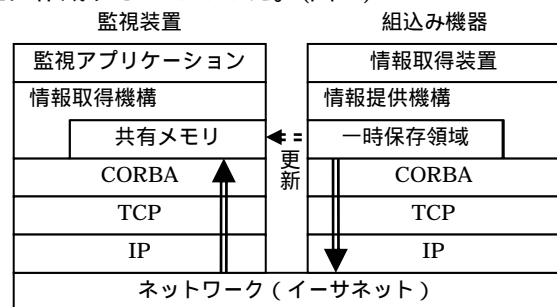 監視装置 組込み機器
監視アプリケーション 情報取得装置
情報取得機構 情報提供機構
共有メモリ 一時保存領域
更新
CORBA CORBA
TCP TCP
IP IP
ネットワーク(イーサネット)